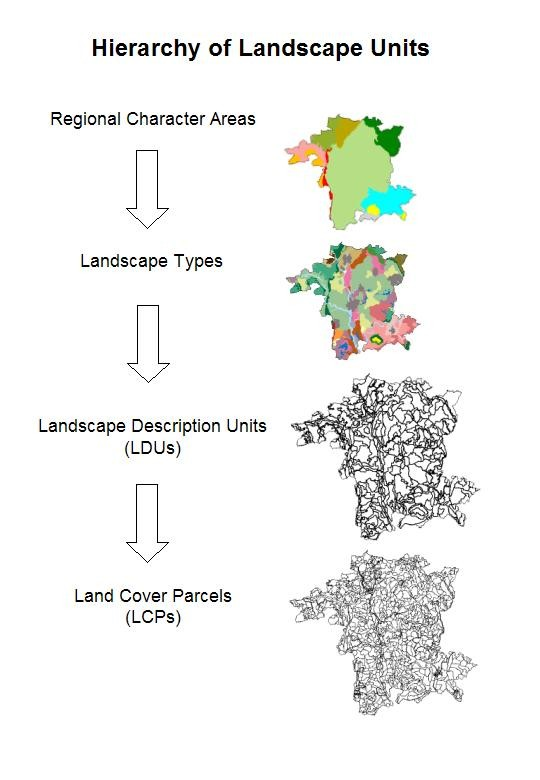 Hierarchy of Landscape Units
Regional Character Areas
Landscape Types
Landscape Description Units
(LDUs)
Land Cover Parcels
(LCPs)